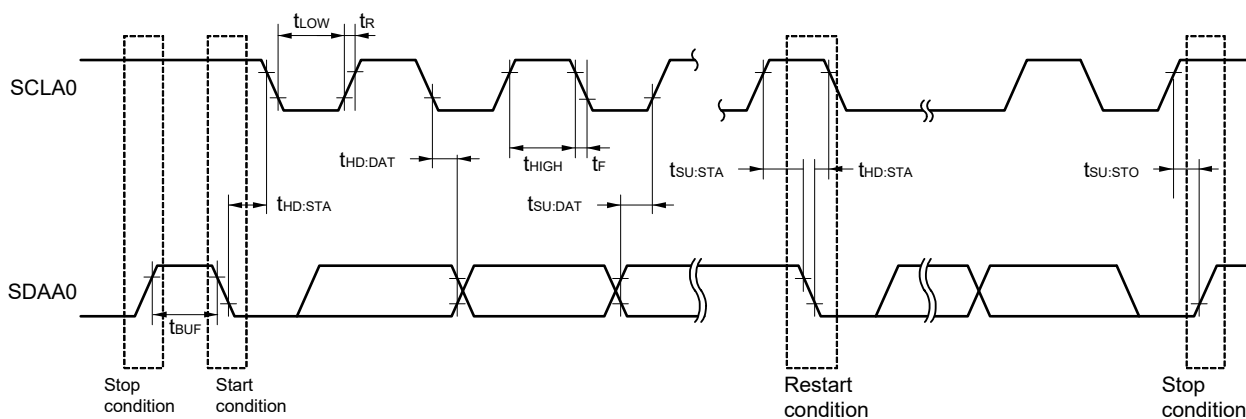 tLOW tR
SCLA0
tHD:DAT tHIGH tF tSU:STA tHD:STA tSU:STO
tHD:STA tSU:DAT
SDAA0
tBUF
Stop Start Restart Stop
condition condition condition condition